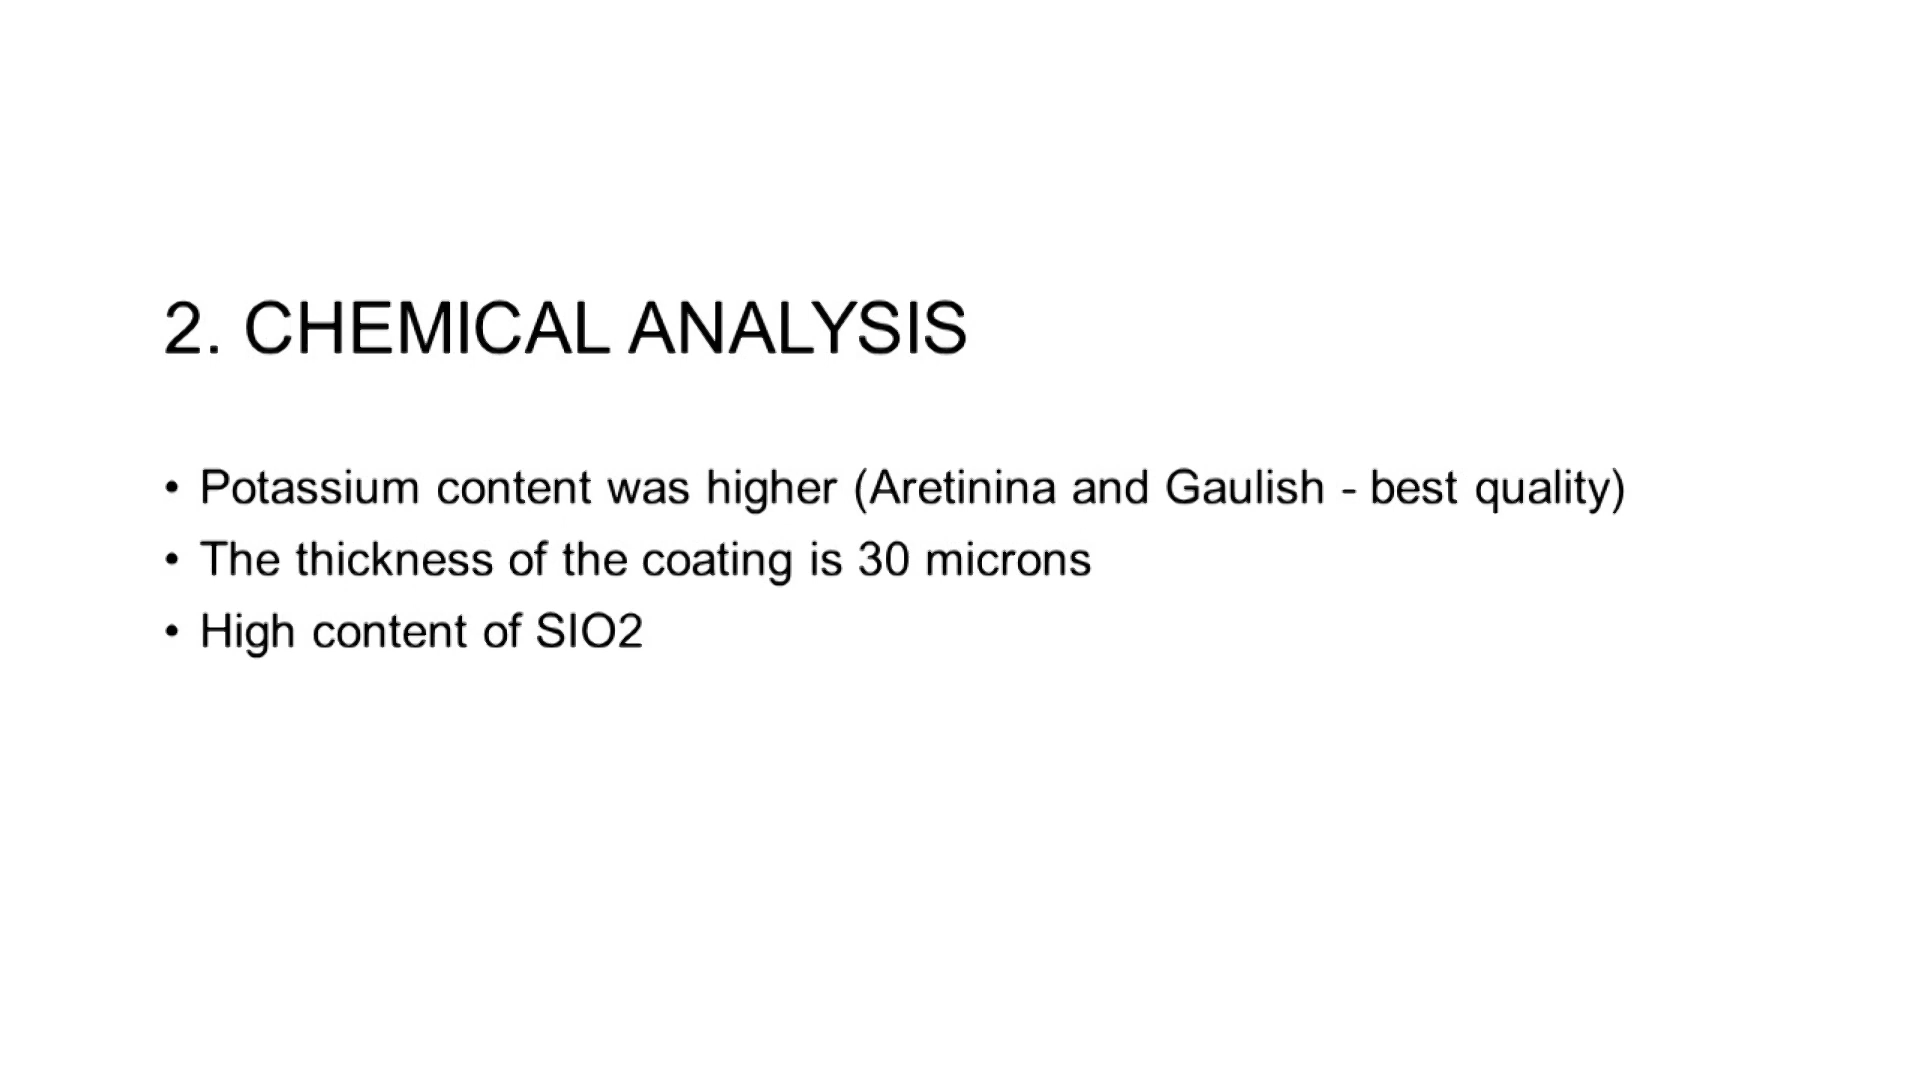 2. CHEMICAL ANALYSIS
• Potassium content was higher (Aretinina and Gaulish - best quality)
• The thickness of the coating is 30 microns
• High content of SIO2